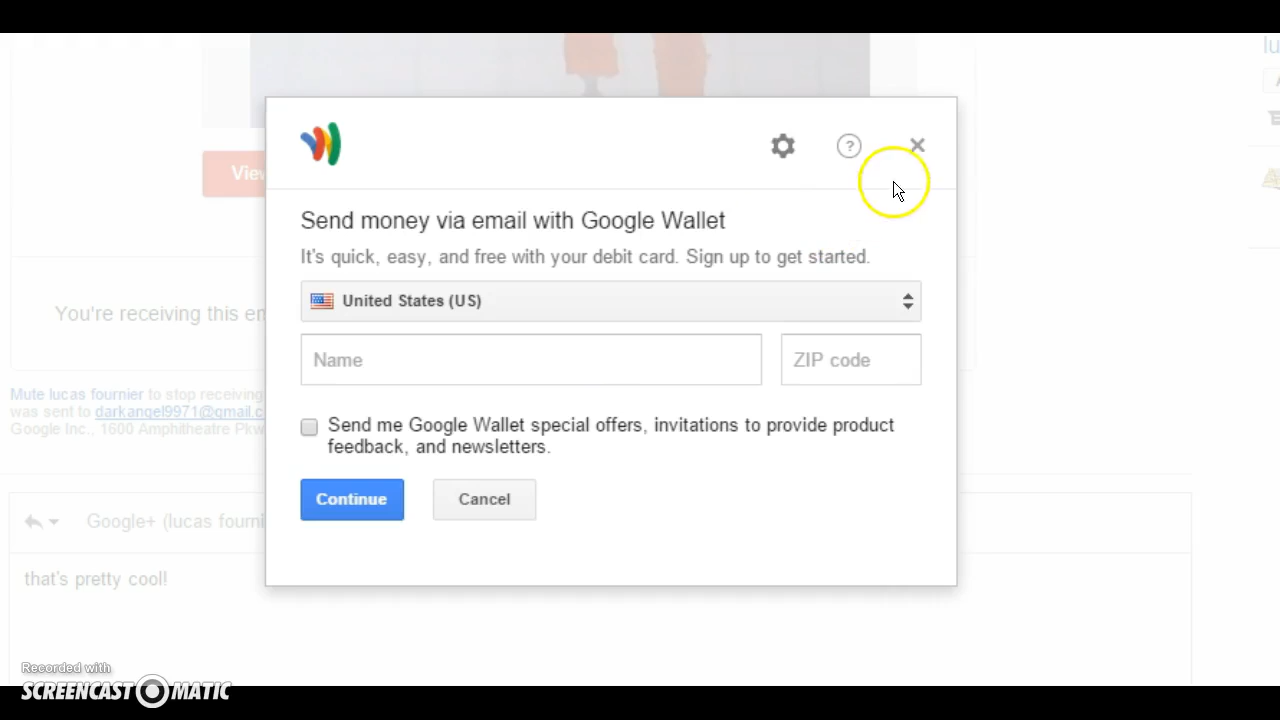 lu
View
Send money via email with Google Wallet
It's quick, easy, and free with your debit card. Sign up to get started.
United States (US)
Name
ZIP code
You're receiving this em
Mute lucas fournier to stop receiving
was sent to darkangel9971@gmail.c
Google Inc., 1600 Amphitheatre Pkw
Send me Google Wallet special offers, invitations to provide product
feedback, and newsletters.
Continue
Cancel
Google+ (lucas fourni
that's pretty cool!
Recorded with
SCREENCAST MATIC